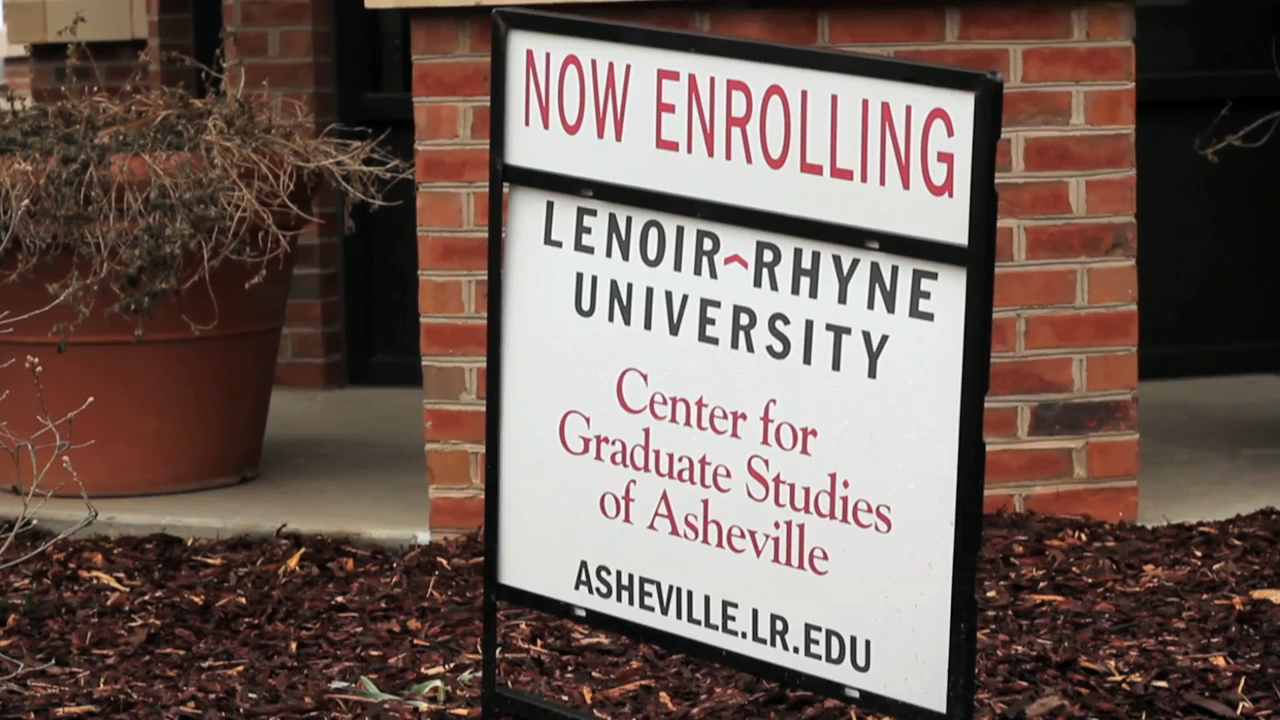 NOW ENROLLING
LENOIR-RHYNE
UNIVERSITY
Center for
Graduate Studies
of Asheville
ASHEVILLE.LR.EDU